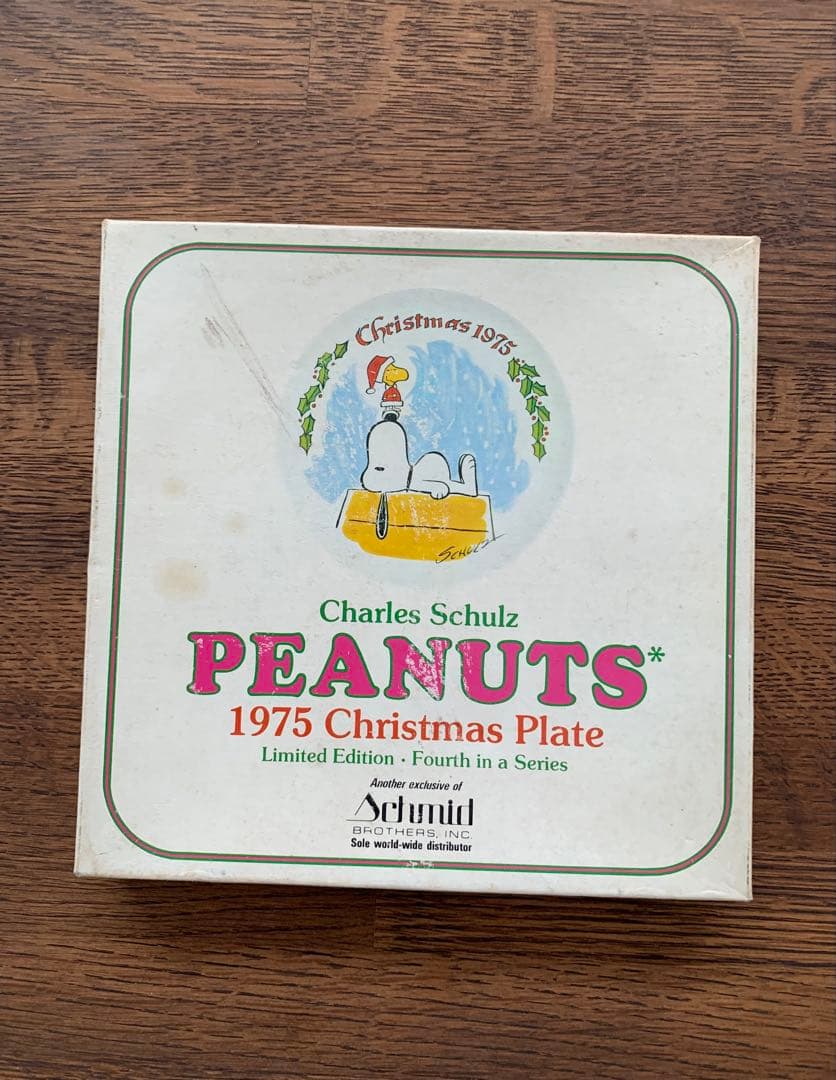 Christmas 1975
SCHULZ
Charles Schulz
PEANUTS*
1975 Christmas Plate
Limited Edition · Fourth in a Series
Another exclusive of
Schmid
BROTHERS, INC.
Sole world-wide distributor